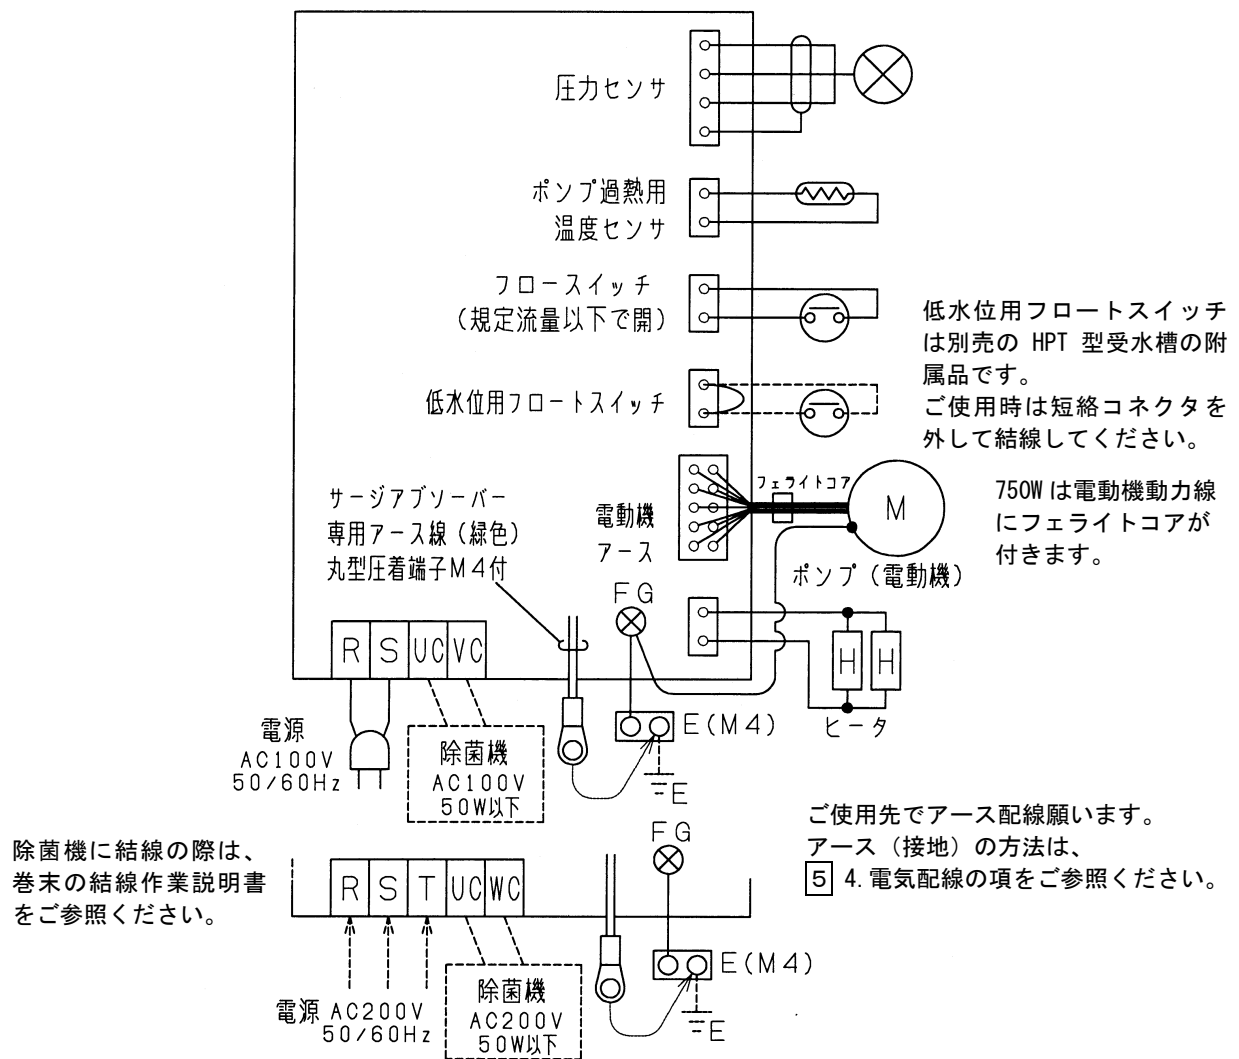 圧力センサ
ポンプ過熱用
温度センサ
フロースイッチ
（規定流量以下で開）
低水位用フロートスイッチ
は別売の HPT 型受水槽の附
属品です。
ご使用時は短絡コネクタを
外して結線してください。
低水位用フロートスイッチ
フェライトコア
M
750Wは電動機動力線
にフェライトコアが
付きます。
サージアブソーバー
専用アース線（緑色）
丸型圧着端子M4付
電動機
アース
ポンプ（電動機）
FG
R S UC VC
H H
ヒータ
E(M4)
E
電源
AC100V
50/60Hz
除菌機
AC100V
50W以下
ご使用先でアース配線願います。
アース（接地）の方法は、
5 4.電気配線の項をご参照ください。
除菌機に結線の際は、
巻末の結線作業説明書
をご参照ください。
FG
R S T UC WC
E(M4)
E
電源 AC200V
50/60Hz
除菌機
AC200V
50W以下